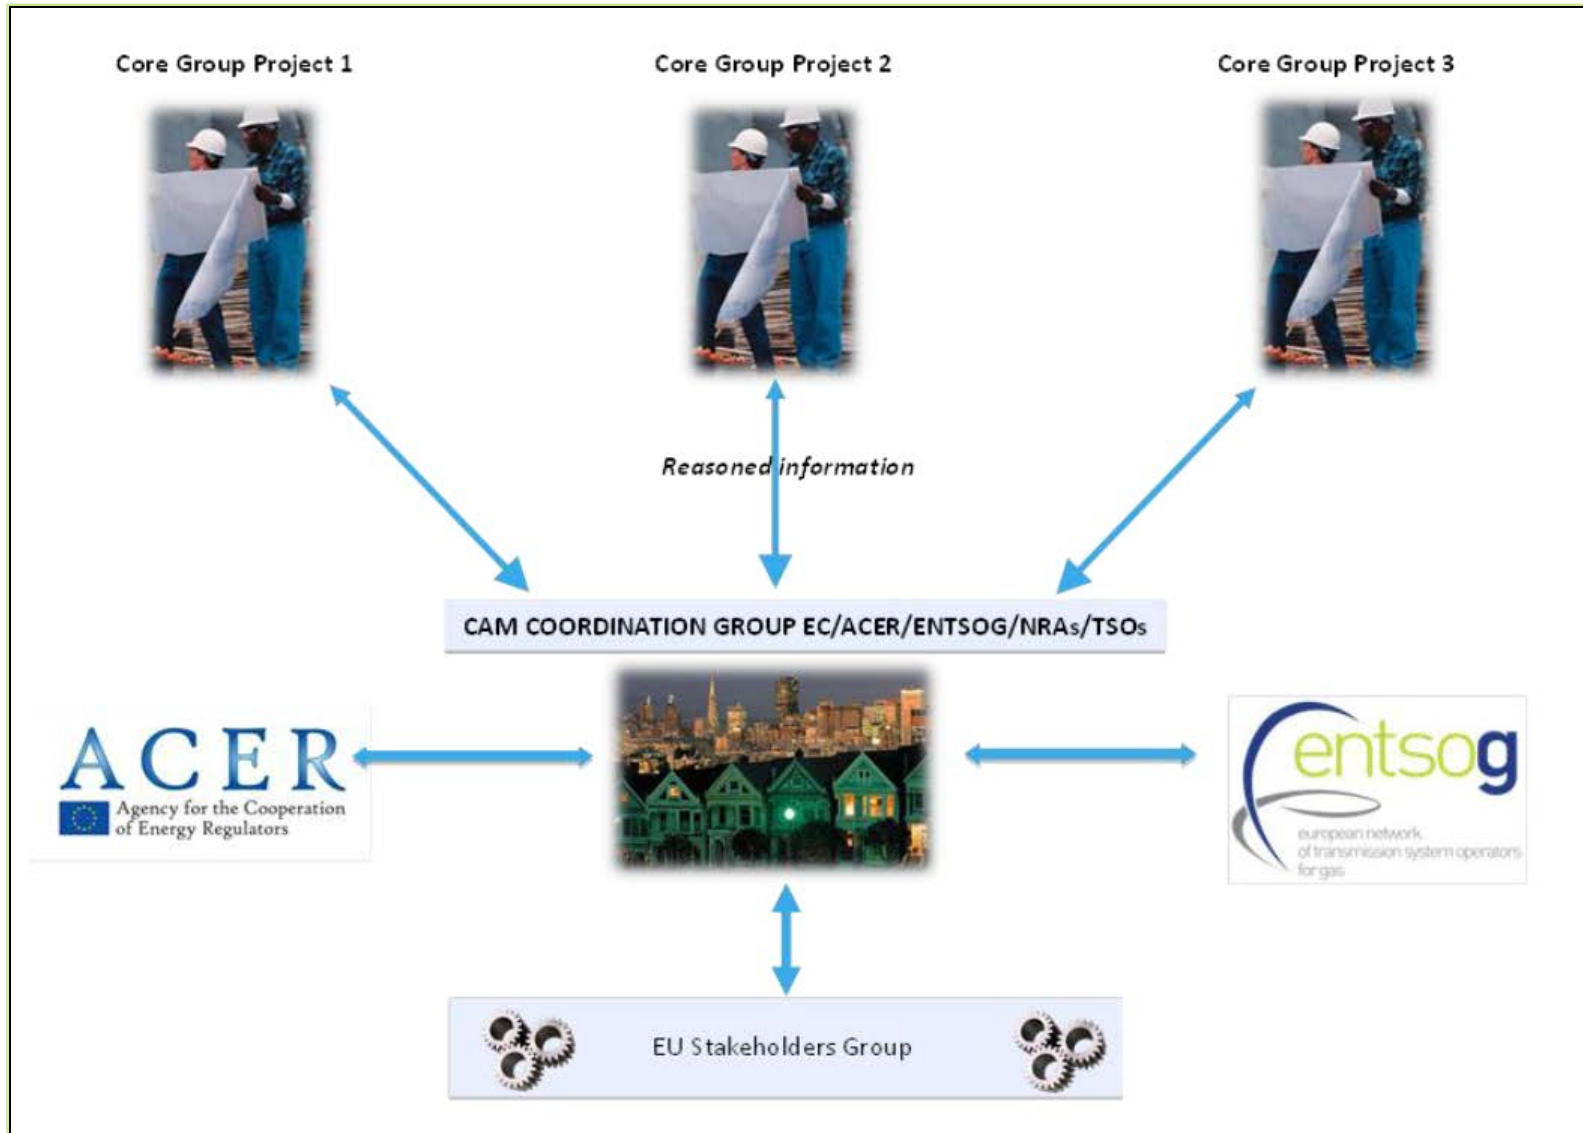 Core Group Project 1
Core Group Project 2
Core Group Project 3
Reasoned information
CAM COORDINATION GROUP EC/ACER/ENTSOG/NRAs/TSOs
ACER
Agency for the Cooperation
of Energy Regulators
entsog
european network
of transmission system operators
for gas
EU Stakeholders Group